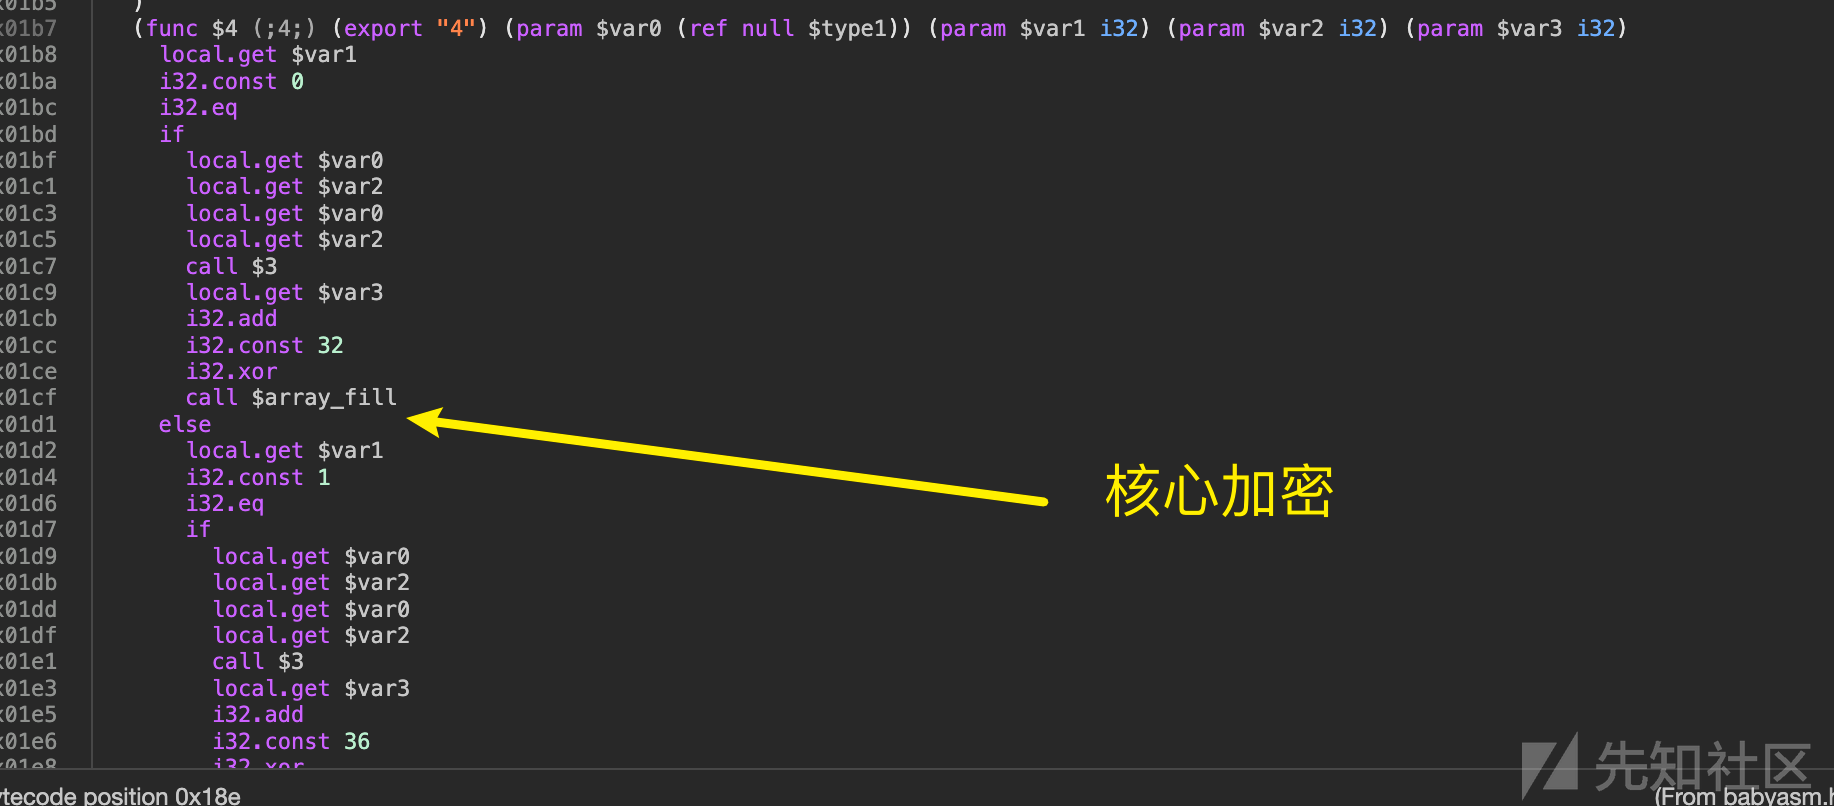 x01b5 )
x01b7 (func $4 (;4;) (export "4") (param $var0 (ref null $type1)) (param $var1 i32) (param $var2 i32) (param $var3 i32)
x01b8 local.get $var1
x01ba i32.const 0
x01bc i32.eq
x01bd if
x01bf local.get $var0
x01c1 local.get $var2
x01c3 local.get $var0
x01c5 local.get $var2
x01c7 call $3
x01c9 local.get $var3
x01cb i32.add
x01cc i32.const 32
x01ce i32.xor
x01cf call $array_fill
x01d1 else
x01d2 local.get $var1
x01d4 i32.const 1
x01d6 i32.eq
x01d7 if
x01d9 local.get $var0
x01db local.get $var2
x01dd local.get $var0
x01df local.get $var2
x01e1 call $3
x01e3 local.get $var3
x01e5 i32.add
x01e6 i32.const 36
x01e8 i32.xor
核心加密
先知社区
ytecode position 0x18e
(From babyasm.h